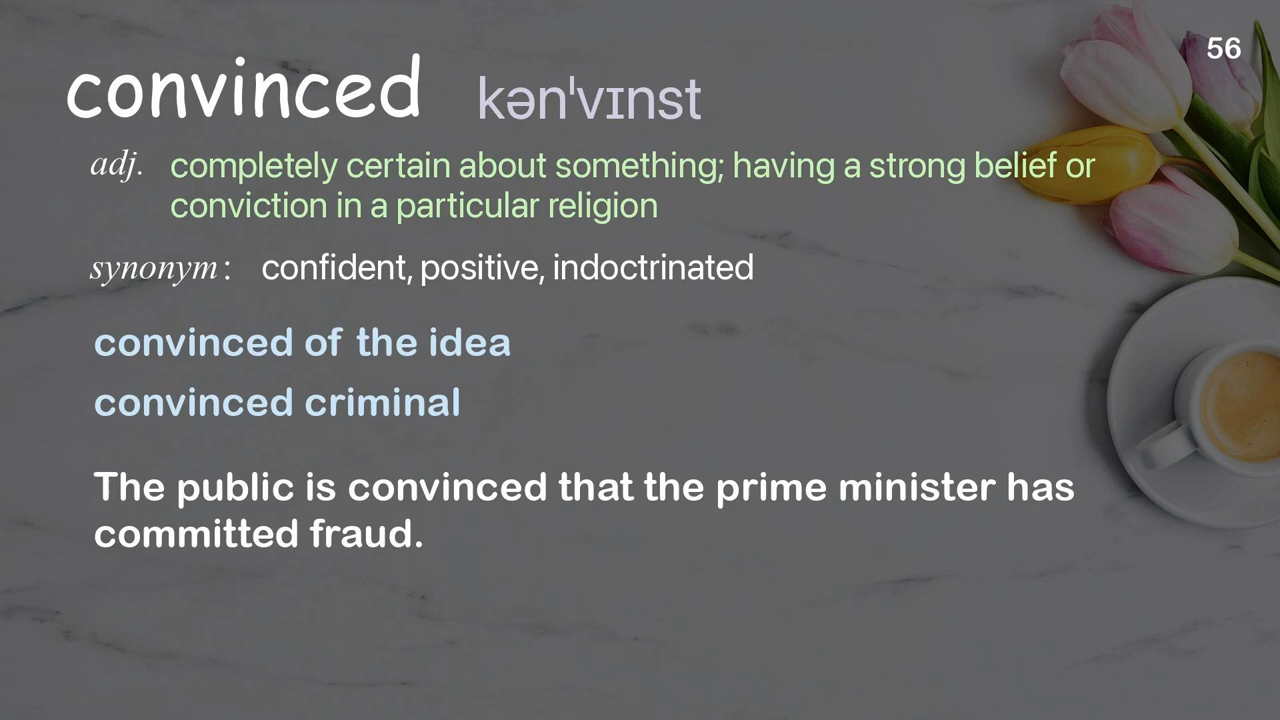 56
convinced kənˈvɪnst
adj. completely certain about something; having a strong belief or
conviction in a particular religion
synonym: confident, positive, indoctrinated
convinced of the idea
convinced criminal
The public is convinced that the prime minister has
committed fraud.